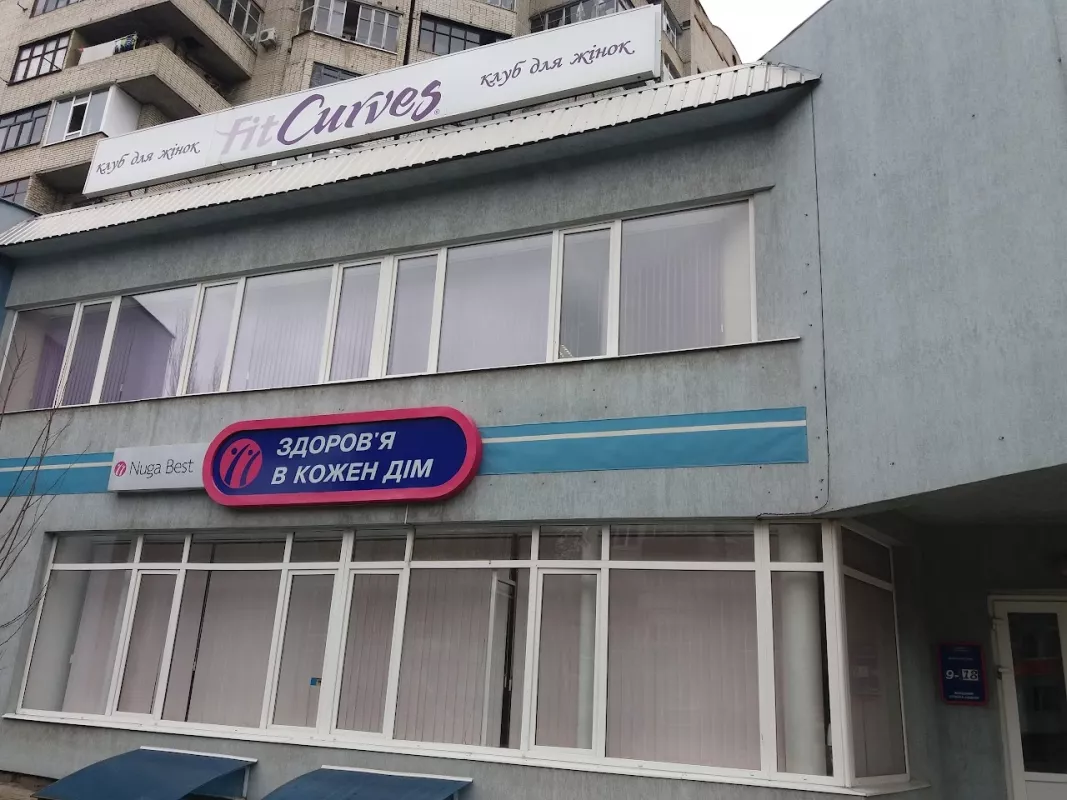 клуб для жінок
fitCurves®
клуб для жінок
Nuga Best
ЗДОРОВ'Я
В КОЖЕН ДІМ
9-18